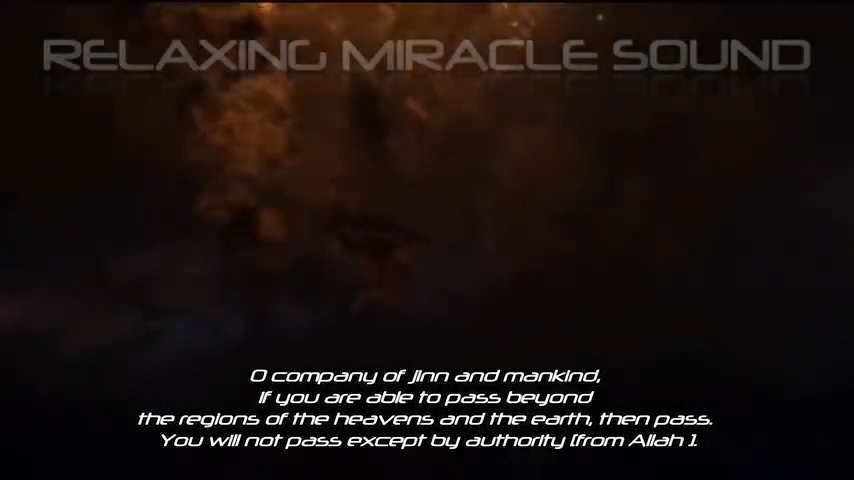 RELAXING MIRACLE SOUND
O company of jinn and mankind,
if you are able to pass beyond
the regions of the heavens and the earth, then pass.
You will not pass except by authority [from Allah ].